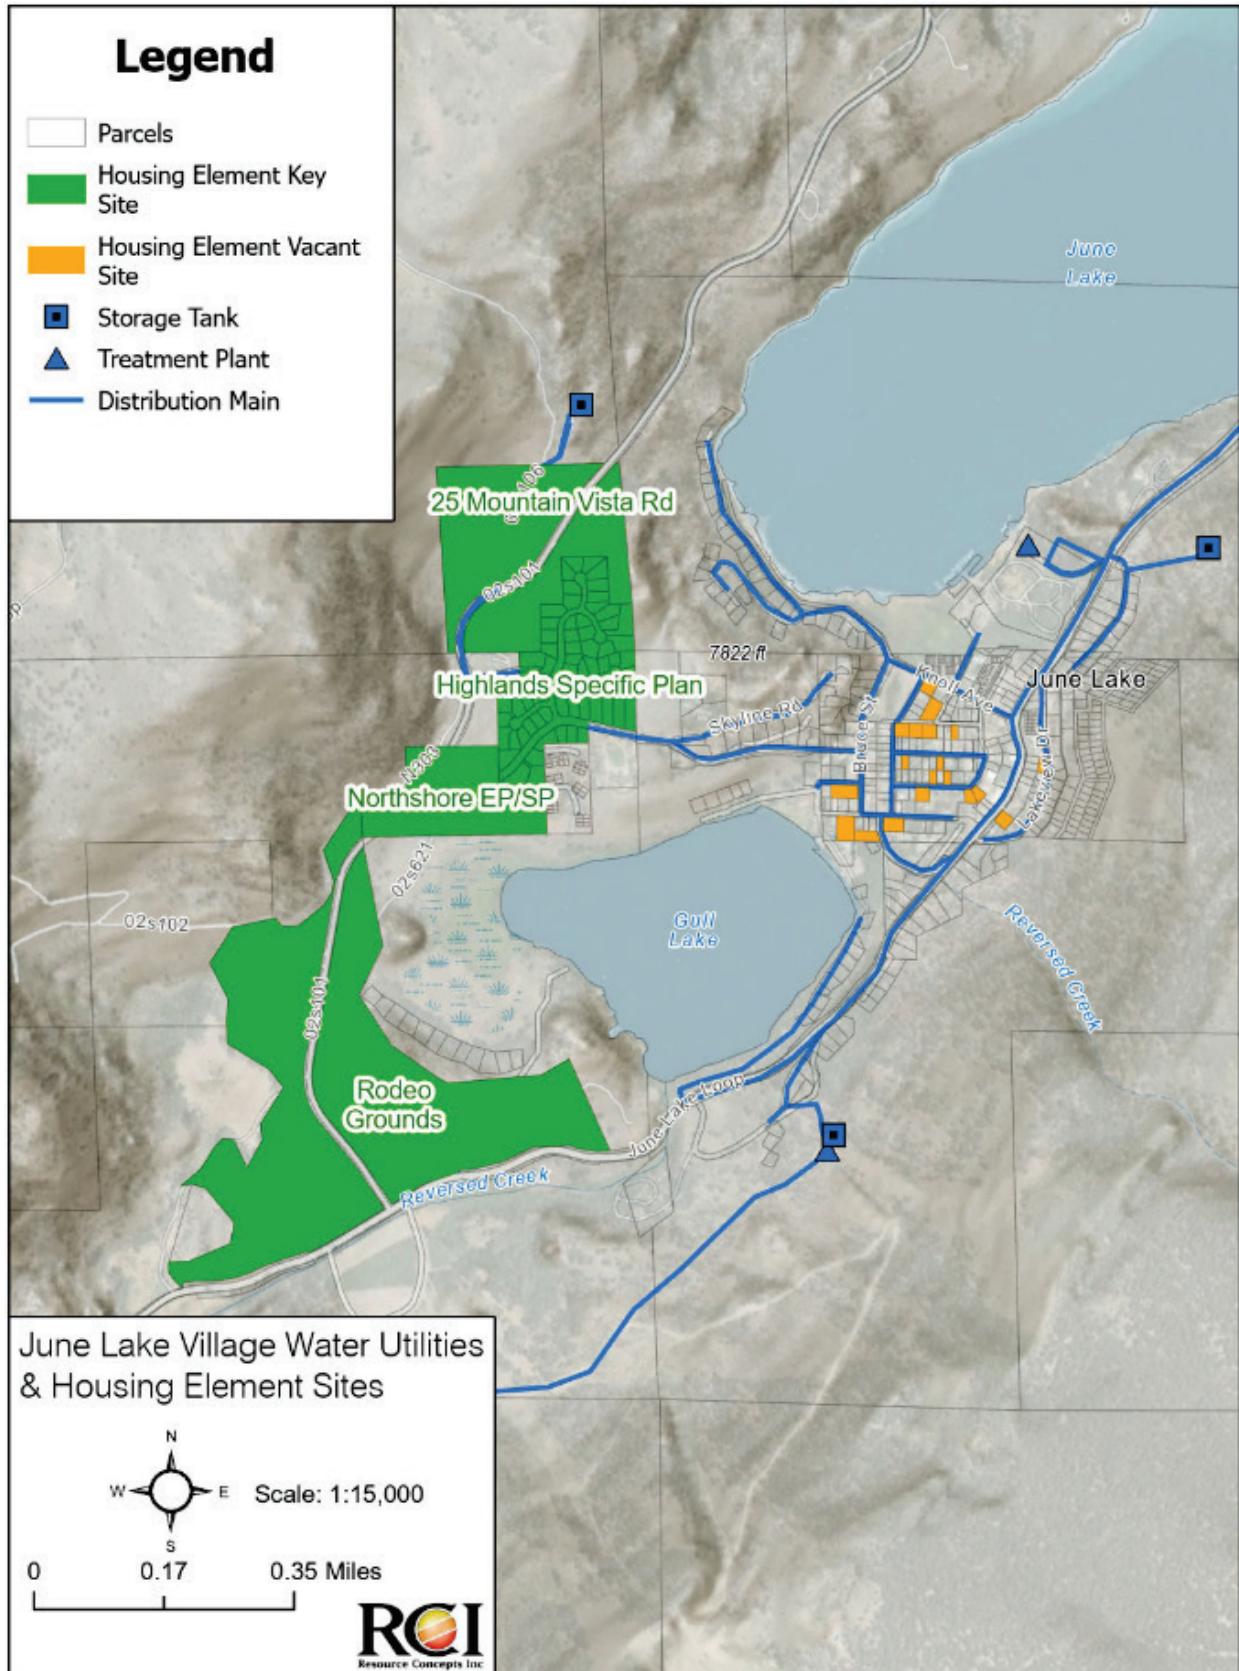 Legend
Parcels
Housing Element Key
Site
Housing Element Vacant
Site
Storage Tank
Treatment Plant
Distribution Main
June
Lake
25 Mountain Vista Rd
02s101
7822 ft
Highlands Specific Plan
Knoll Ave
June Lake
Skyline Rd
Bruce St
Lakeview Dr
N303
Northshore EP/SP
02s621
02s102
Gull
Lake
Reversed Creek
02s101
Rodeo
Grounds
June Lake Loop
Reversed Creek
June Lake Village Water Utilities
& Housing Element Sites
N
W E
S
Scale: 1:15,000
0 0.17 0.35 Miles
RCI
Resource Concepts Inc